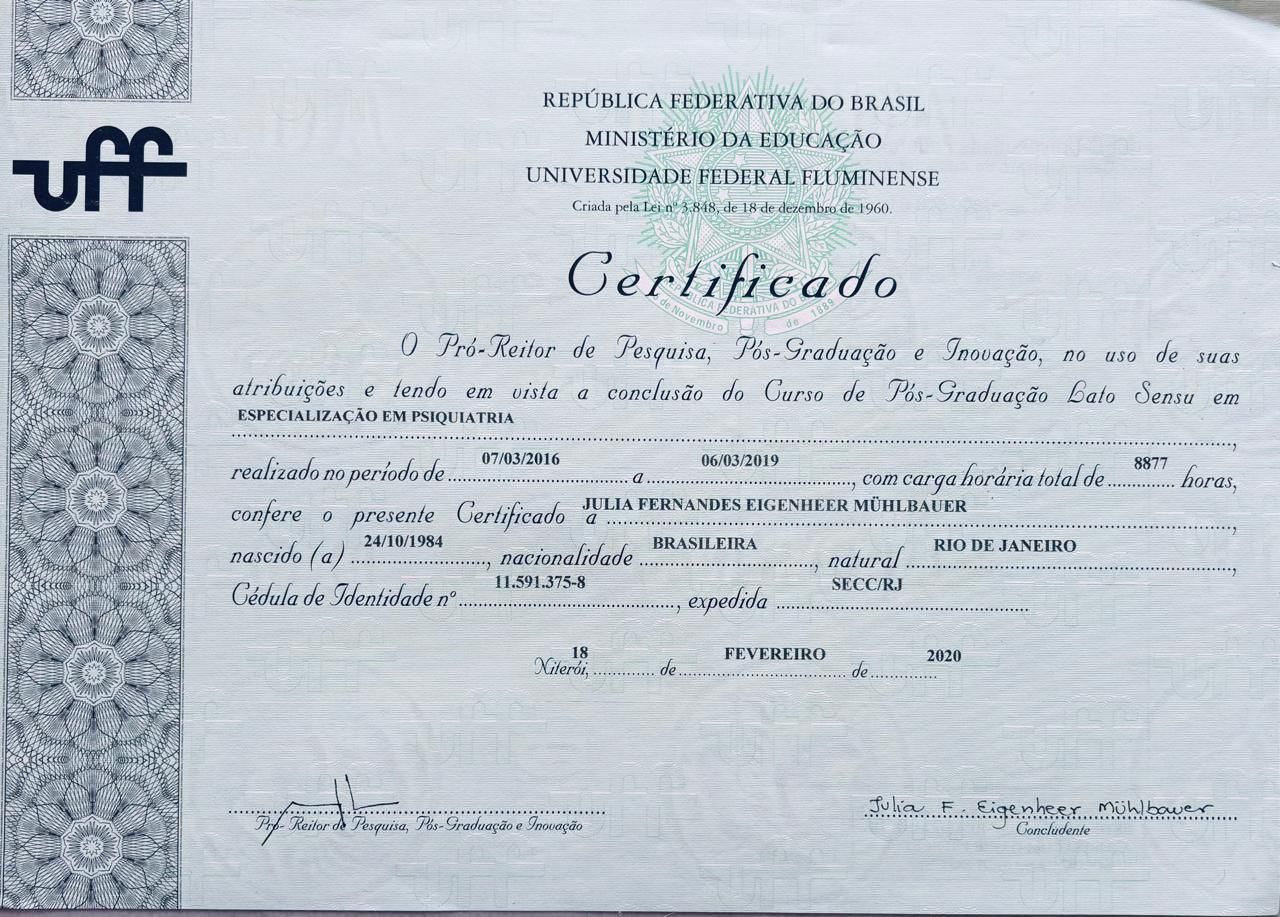 uff
REPÚBLICA FEDERATIVA DO BRASIL
MINISTÉRIO DA EDUCAÇÃO
UNIVERSIDADE FEDERAL FLUMINENSE
Criada pela Lei nº 3.848, de 18 de dezembro de 1960.
Certificado
O Pró-Reitor de Pesquisa, Pós-Graduação e Inovação, no uso de suas
atribuições e tendo em vista a conclusão do Curso de Pós-Graduação Lato Sensu em
ESPECIALIZAÇÃO EM PSIQUIATRIA
realizado no período de 07/03/2016 a 06/03/2019, com carga horária total de 8877 horas,
confere o presente Certificado a JULIA FERNANDES EIGENHEER MÜHLBAUER,
nascido (a) 24/10/1984, nacionalidade BRASILEIRA, natural RIO DE JANEIRO,
Cédula de Identidade nº 11.591.375-8, expedida SECC/RJ
Niterói, 18 de FEVEREIRO de 2020
Julia F. Eigenheer Mühlbauer
Pró-Reitor de Pesquisa, Pós-Graduação e Inovação
Concludente